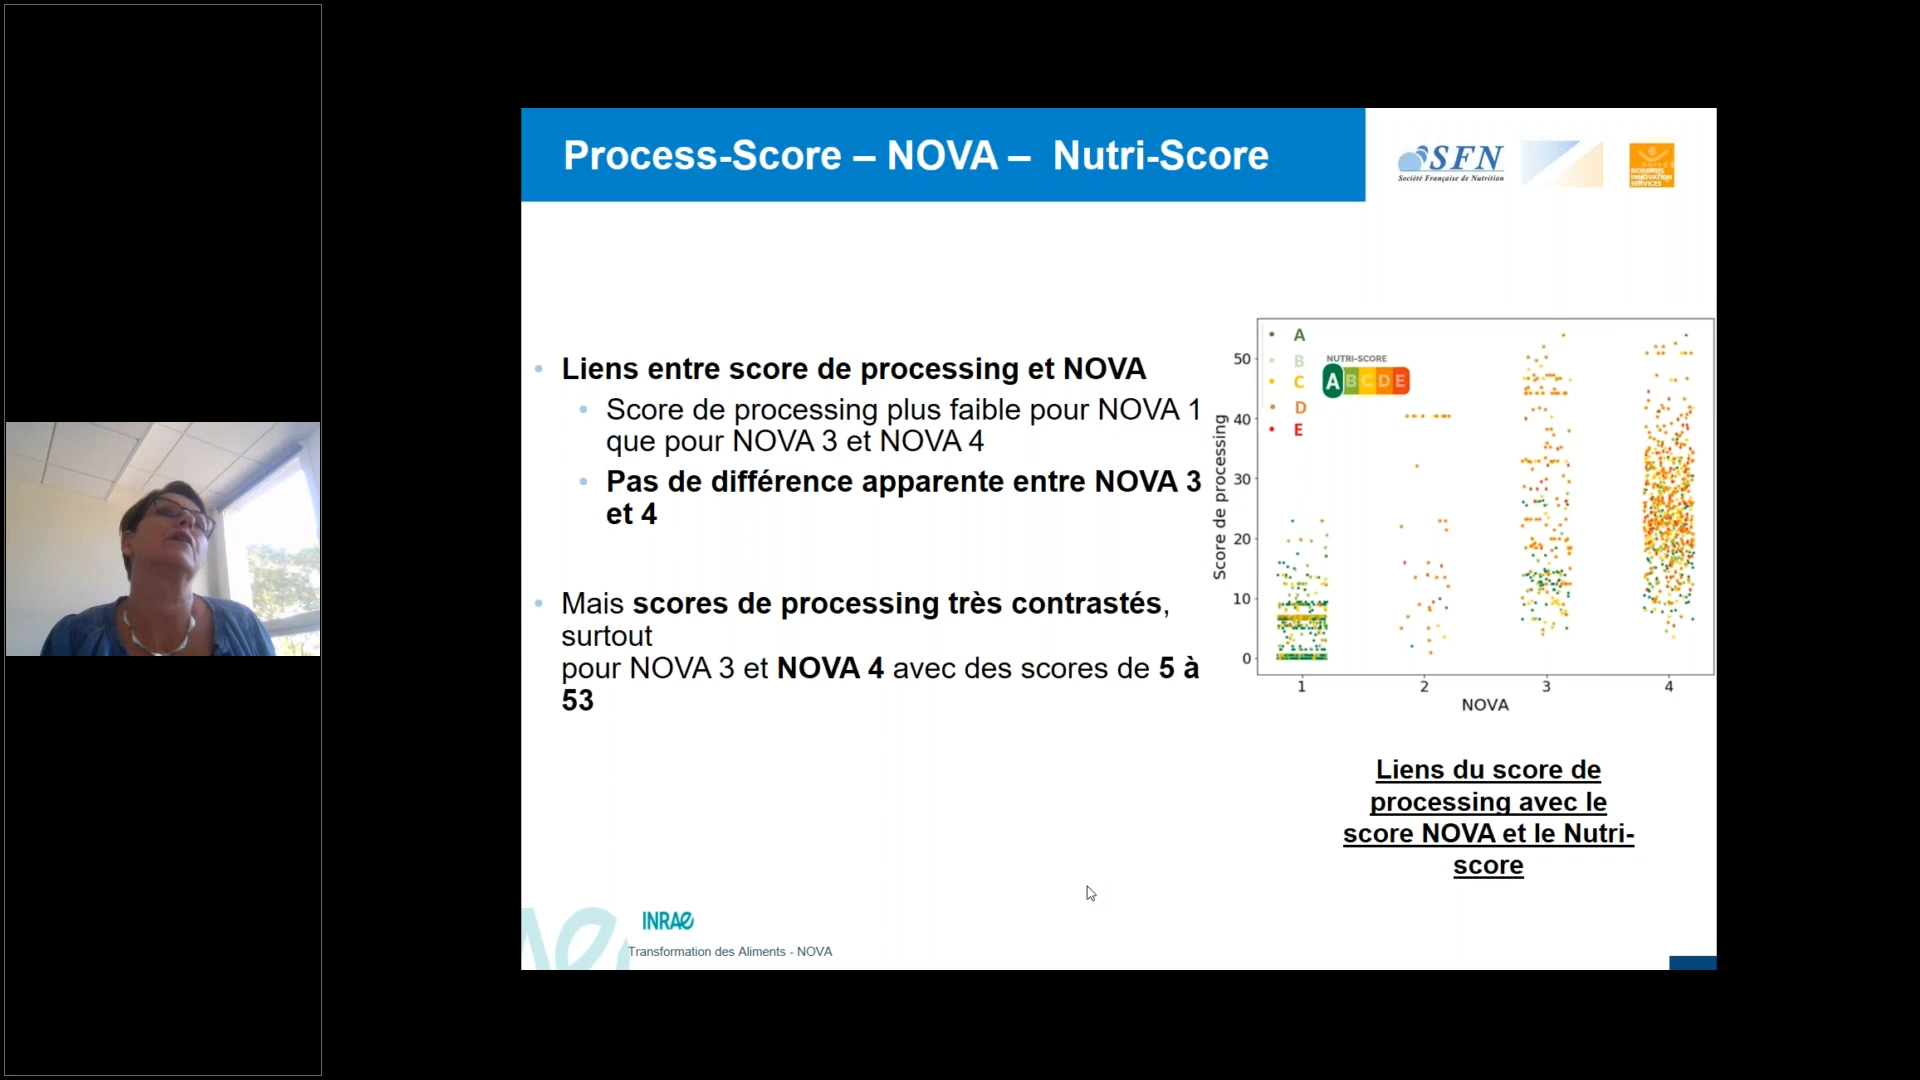 Process-Score – NOVA – Nutri-Score
SFN
Société Française de Nutrition
BIOFORTIS
INNOVATION
SERVICES
Liens entre score de processing et NOVA
Score de processing plus faible pour NOVA 1
que pour NOVA 3 et NOVA 4
Pas de différence apparente entre NOVA 3
et 4
Mais scores de processing très contrastés,
surtout
pour NOVA 3 et NOVA 4 avec des scores de 5 à
53
A
B
C
D
E
NUTRI-SCORE
A B C D E
Score de processing
50
40
30
20
10
0
1 2 3 4
NOVA
Liens du score de
processing avec le
score NOVA et le Nutri-
score
INRAE
Transformation des Aliments - NOVA